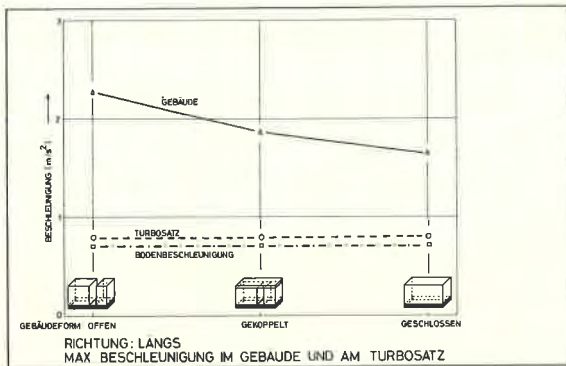 3
2
1
0
BESCHLEUNIGUNG [m/s²]
GEBÄUDE
TURBOSATZ
BODENBESCHLEUNIGUNG
GEBÄUDEFORM OFFEN
GEKOPPELT
GESCHLOSSEN
RICHTUNG: LÄNGS
MAX BESCHLEUNIGUNG IM GEBÄUDE UND AM TURBOSATZ